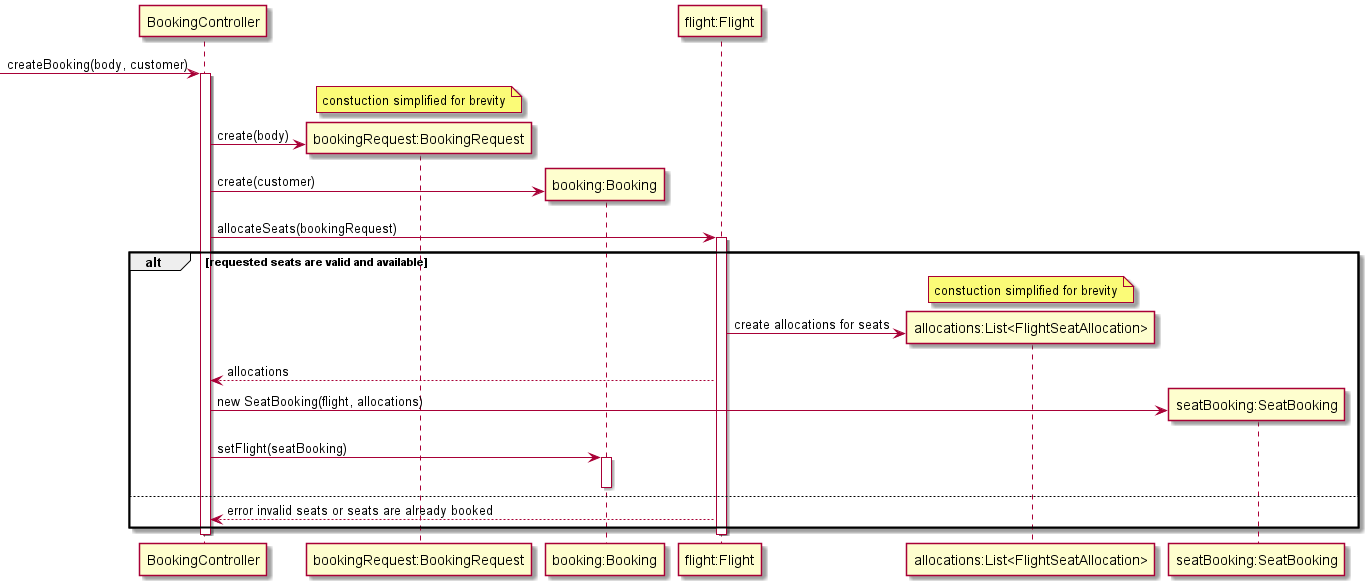 BookingController
flight:Flight
createBooking(body, customer)
constuction simplified for brevity
create(body)
bookingRequest:BookingRequest
create(customer)
booking:Booking
allocateSeats(bookingRequest)
alt
[requested seats are valid and available]
constuction simplified for brevity
create allocations for seats
allocations:List<FlightSeatAllocation>
allocations
new SeatBooking(flight, allocations)
seatBooking:SeatBooking
setFlight(seatBooking)
error invalid seats or seats are already booked
BookingController
bookingRequest:BookingRequest
booking:Booking
flight:Flight
allocations:List<FlightSeatAllocation>
seatBooking:SeatBooking